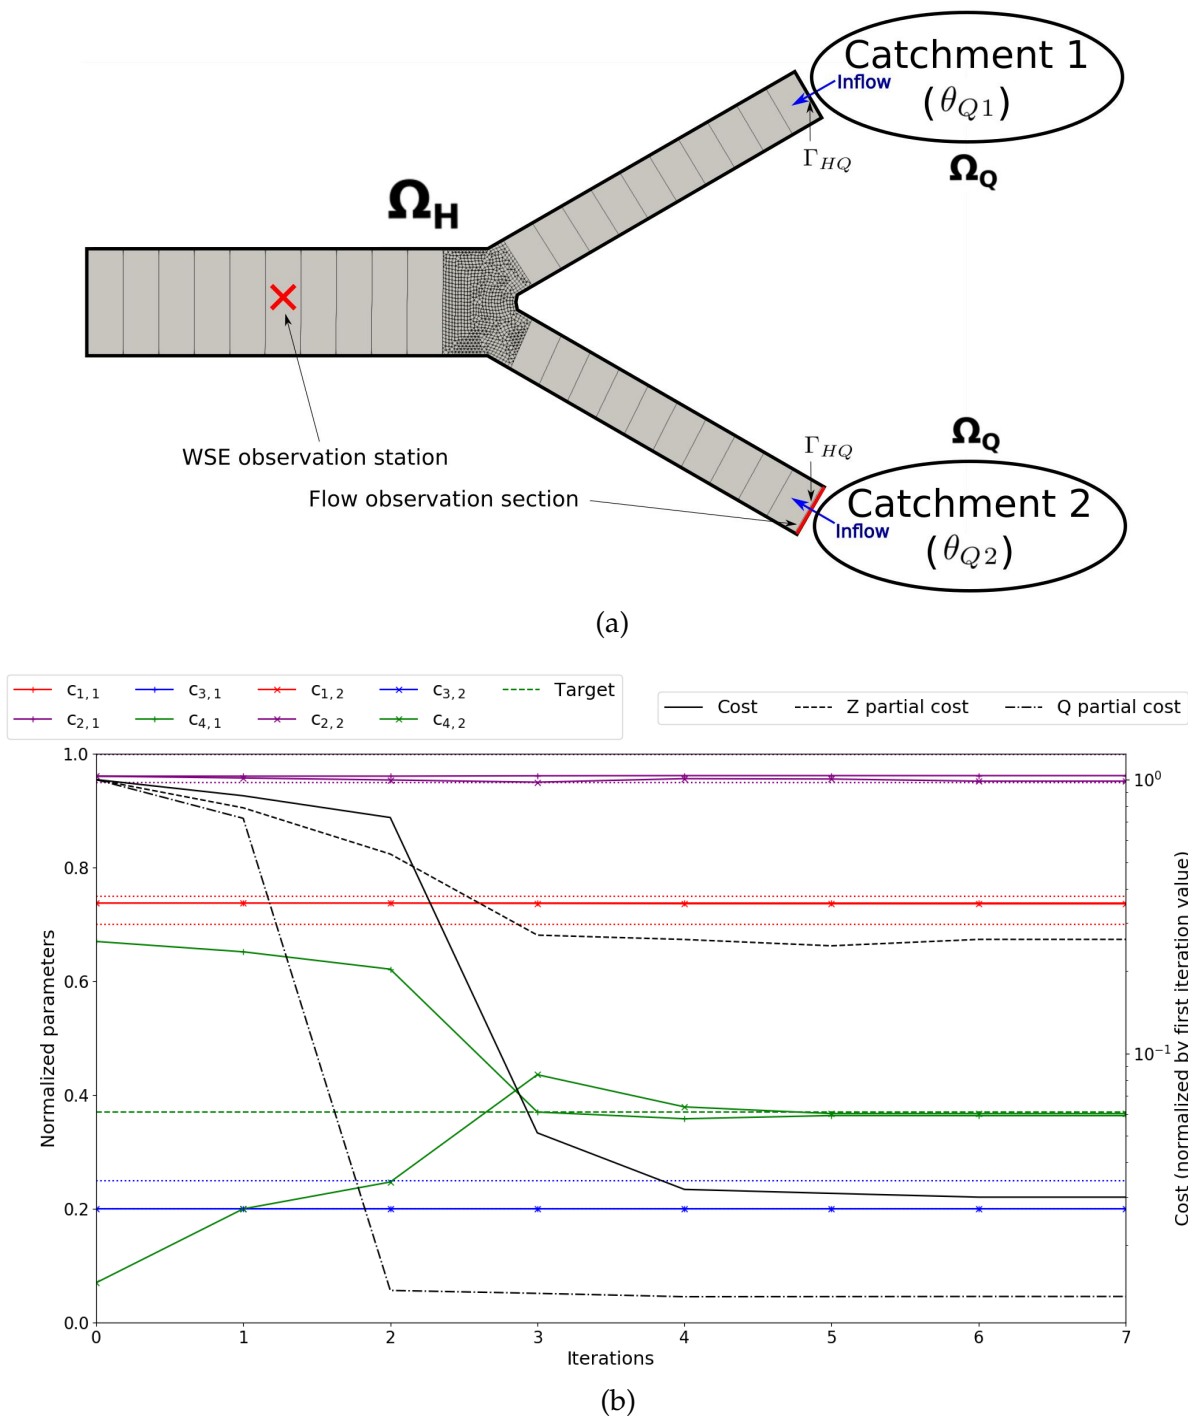 Catchment 1
(θQ1)
Inflow
ΓHQ
ΩQ
ΩH
WSE observation station
Flow observation section
ΩQ
ΓHQ
Catchment 2
(θQ2)
Inflow
(a)
c1, 1 c3, 1 c1, 2 c3, 2 Target
c2, 1 c4, 1 c2, 2 c4, 2
Cost Z partial cost Q partial cost
Normalized parameters
1.0
0.8
0.6
0.4
0.2
0.0
0 1 2 3 4 5 6 7
Iterations
10^0
10^-1
Cost (normalized by first iteration value)
(b)